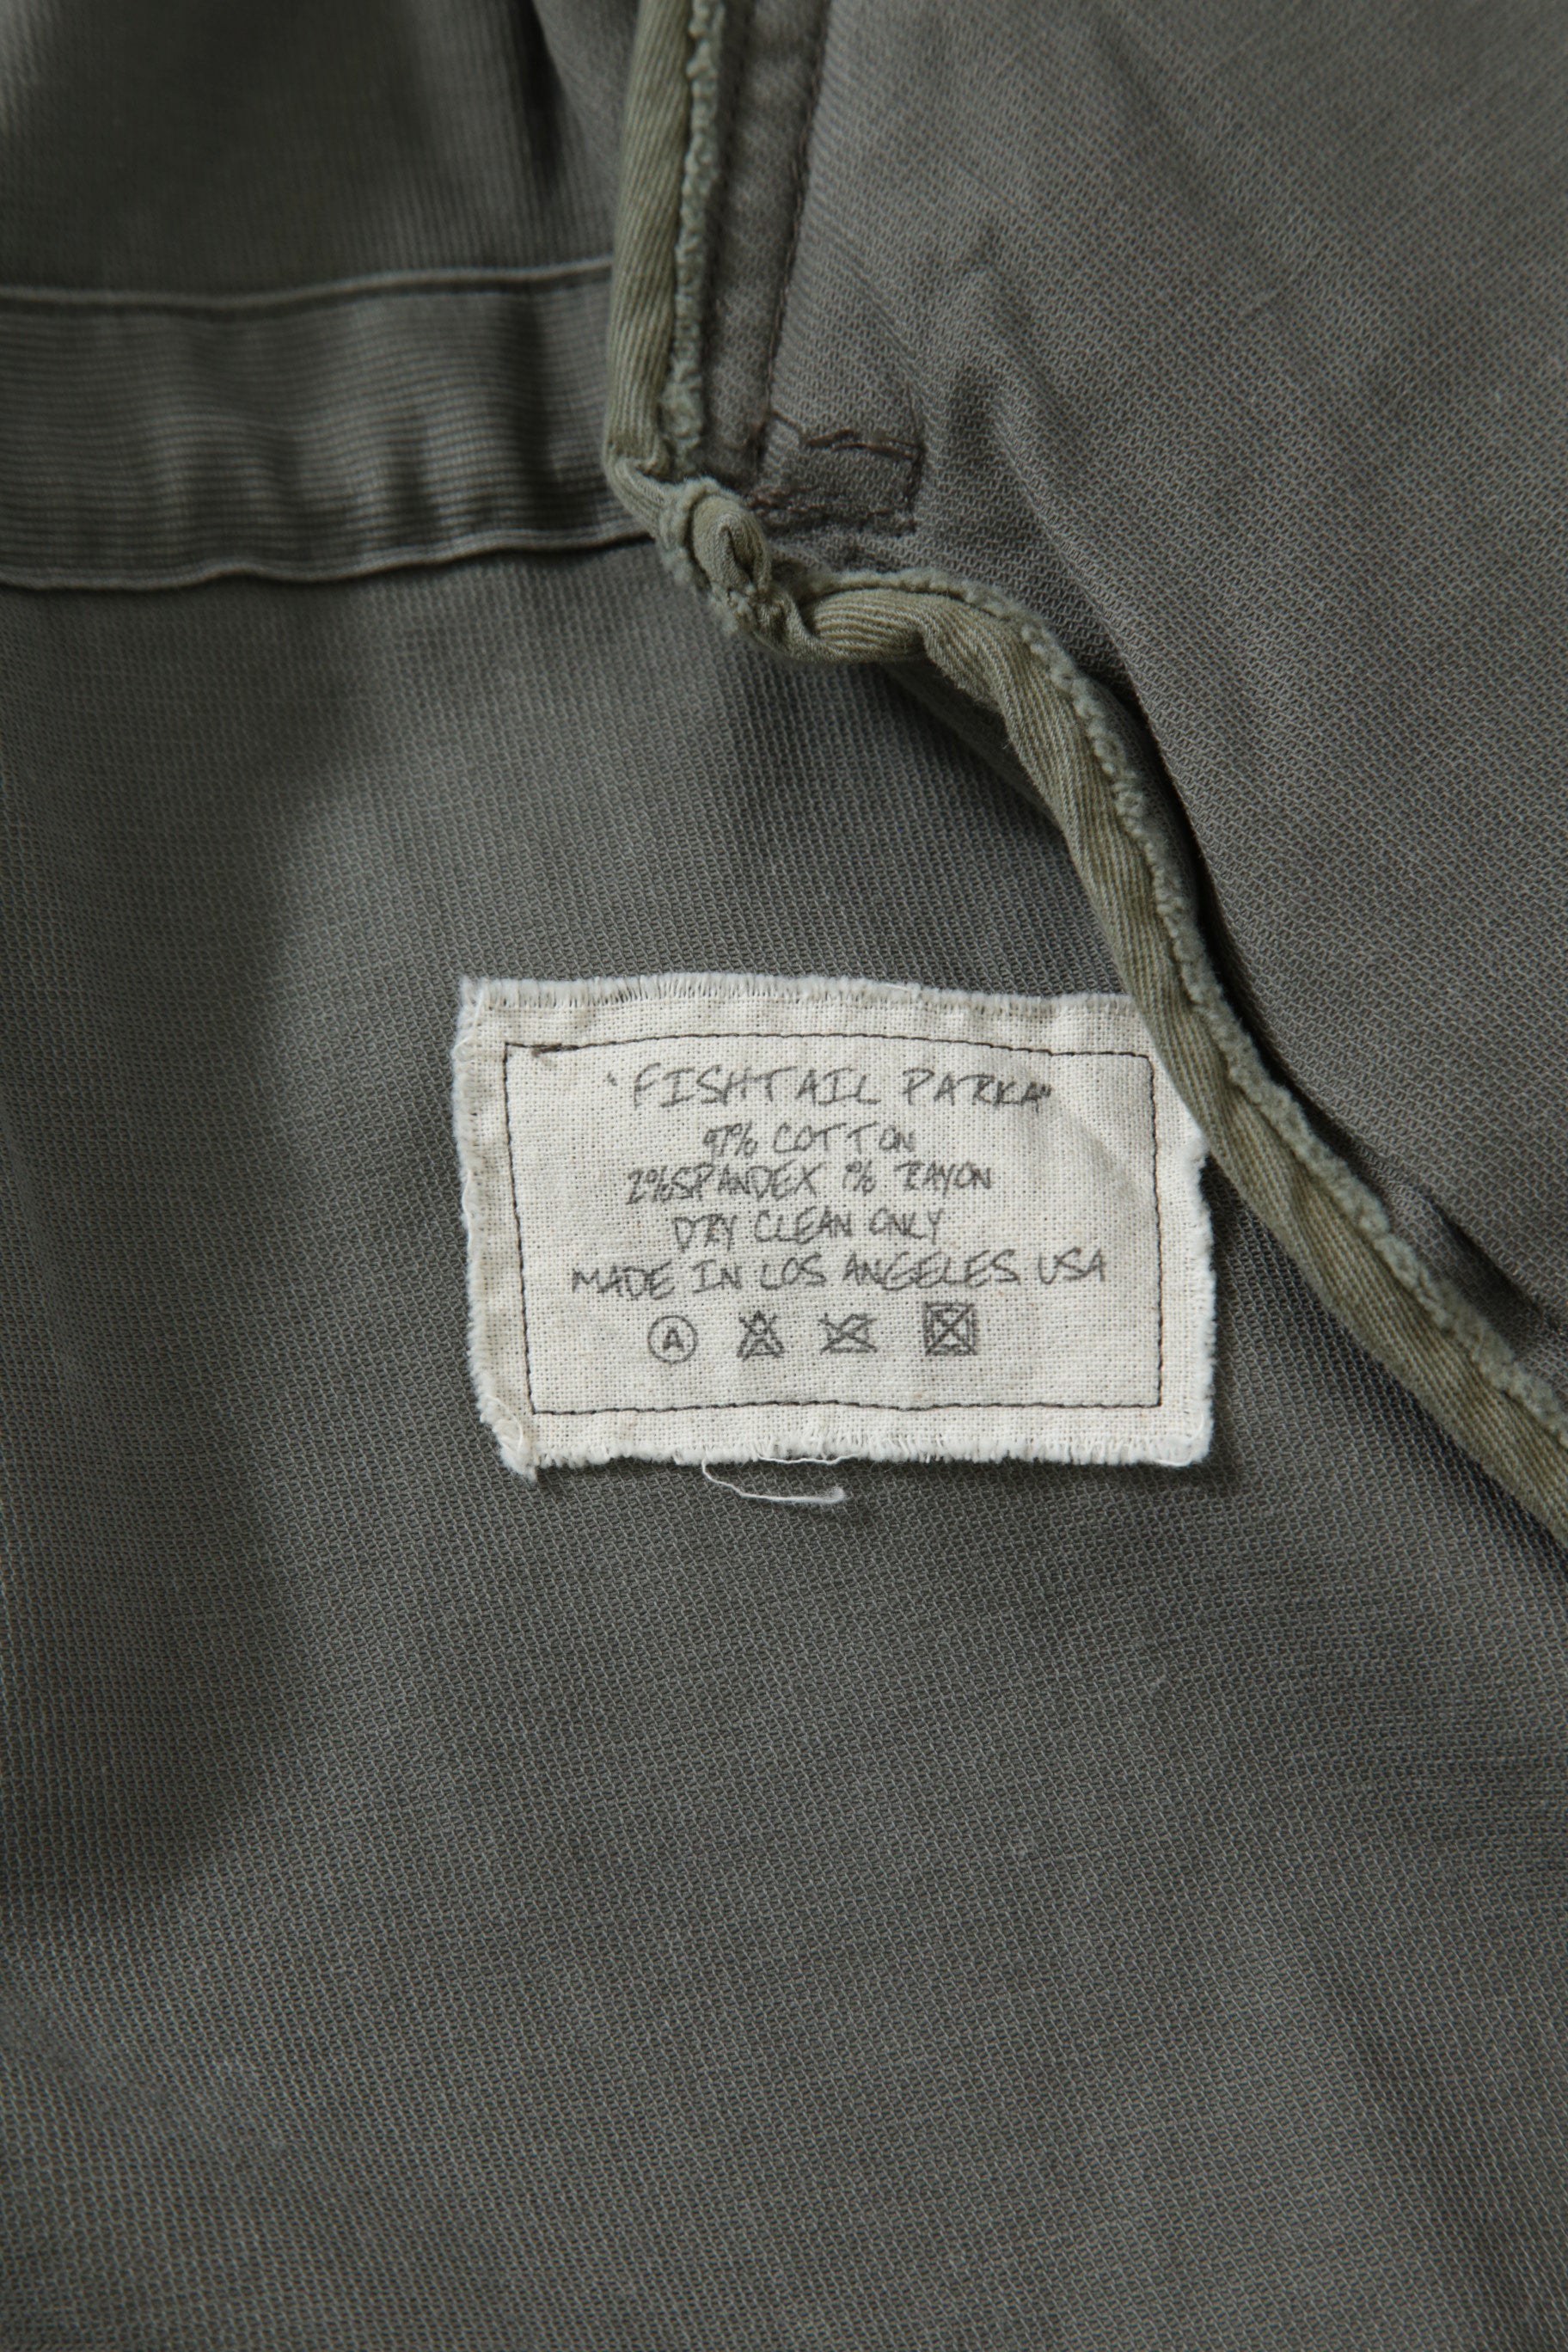 "FISHTAIL PARKA"
97% COTTON
2% SPANDEX 1% RAYON
DRY CLEAN ONLY
MADE IN LOS ANGELES USA
A